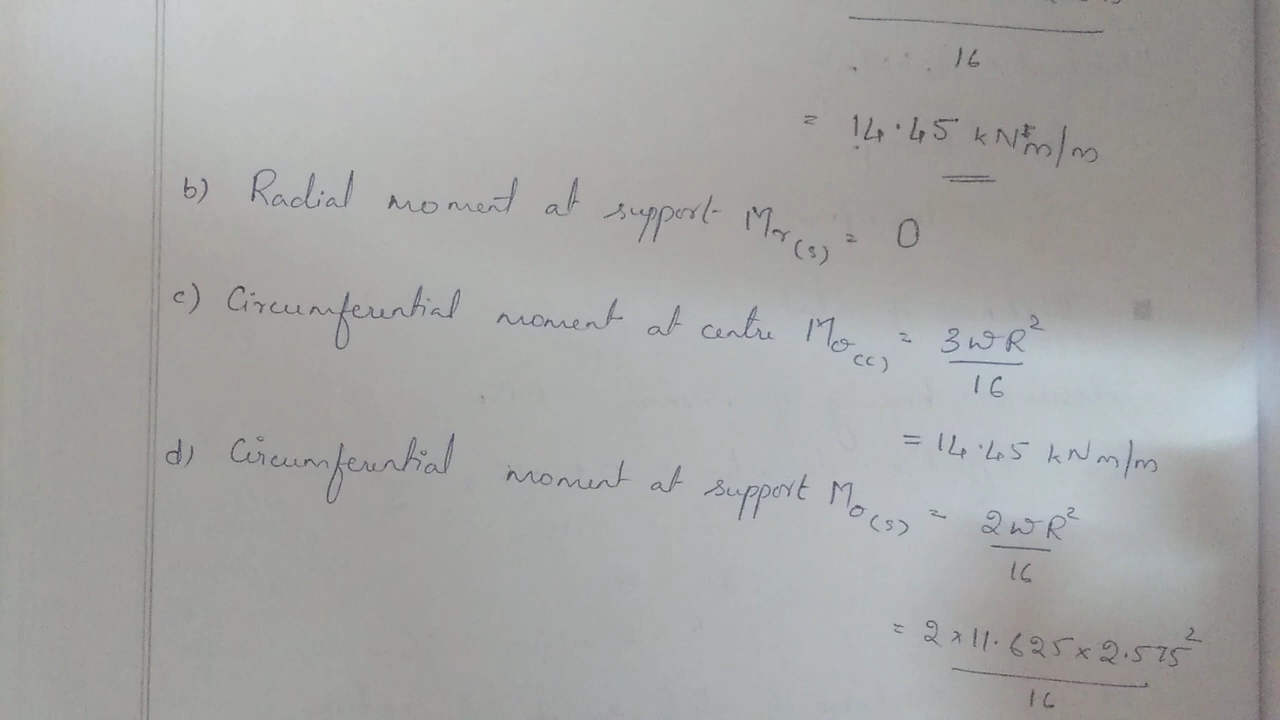 16
= 14.45 kNm/m
b) Radial moment at support Mr(s) = 0
c) Circumferential moment at centre Mθ(c) = 3wR²
16
= 14.45 kNm/m
d) Circumferential moment at support Mθ(s) = 2wR²
16
= 2×11.625×2.575²
16